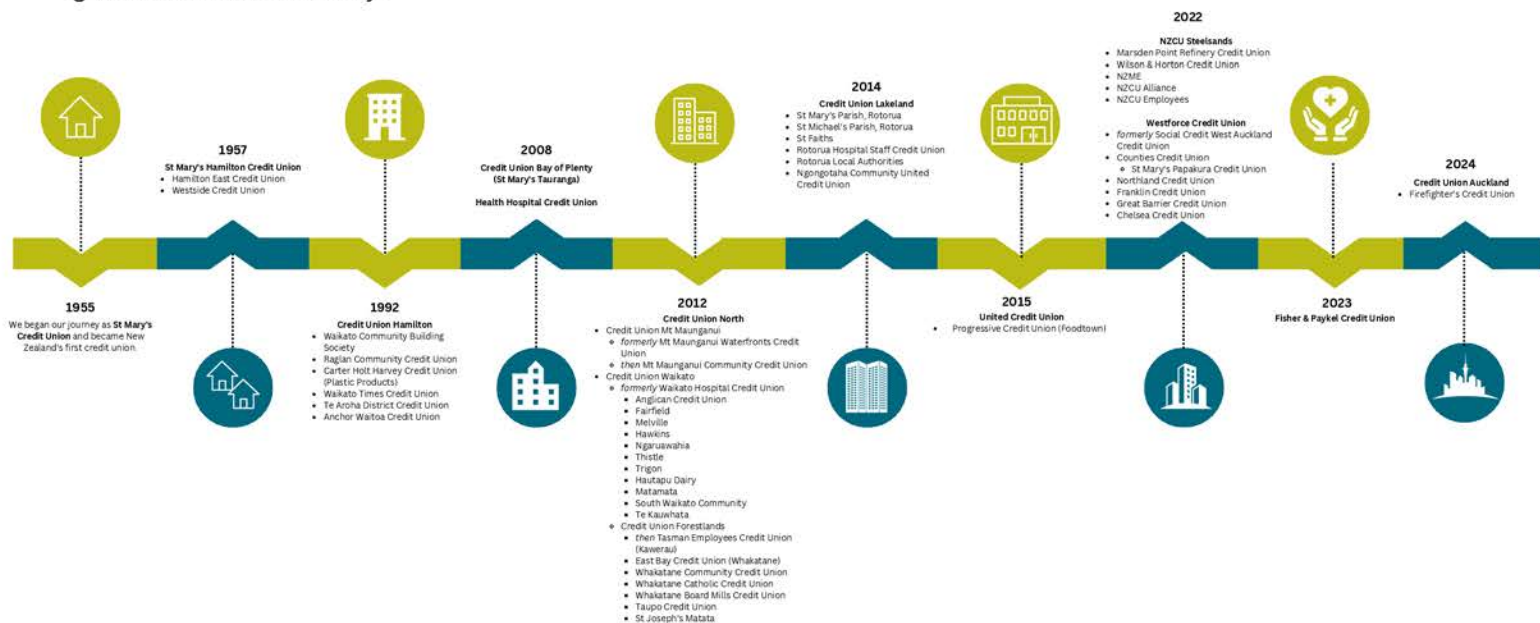 1955
We began our journey as St Mary's
Credit Union and became New
Zealand's first credit union.
1957
St Mary's Hamilton Credit Union
• Hamilton East Credit Union
• Westside Credit Union
1992
Credit Union Hamilton
• Waikato Community Building
Society
• Raglan Community Credit Union
• Carter Holt Harvey Credit Union
(Plastic Products)
• Waikato Times Credit Union
• Te Aroha District Credit Union
• Anchor Waitoa Credit Union
2008
Credit Union Bay of Plenty
(St Mary's Tauranga)
Health Hospital Credit Union
2012
Credit Union North
• Credit Union Mt Maunganui
◦ formerly Mt Maunganui Waterfronts Credit
Union
◦ then Mt Maunganui Community Credit Union
• Credit Union Waikato
◦ formerly Waikato Hospital Credit Union
▪ Anglican Credit Union
▪ Fairfield
▪ Melville
▪ Hawkins
▪ Ngaruawahia
▪ Thistle
▪ Trigon
▪ Hautapu Dairy
▪ Matamata
▪ South Waikato Community
▪ Te Kauwhata
◦ Credit Union Forestlands
▪ then Tasman Employees Credit Union
(Kawerau)
▪ East Bay Credit Union (Whakatane)
▪ Whakatane Community Credit Union
▪ Whakatane Catholic Credit Union
▪ Whakatane Board Mills Credit Union
▪ Taupo Credit Union
▪ St Joseph's Matata
2014
Credit Union Lakeland
• St Mary's Parish, Rotorua
• St Michael's Parish, Rotorua
• St Faiths
• Rotorua Hospital Staff Credit Union
• Rotorua Local Authorities
• Ngongotaha Community United
Credit Union
2015
United Credit Union
• Progressive Credit Union (Foodtown)
2022
NZCU Steelsands
• Marsden Point Refinery Credit Union
• Wilson & Horton Credit Union
• NZME
• NZCU Alliance
• NZCU Employees
Westforce Credit Union
• formerly Social Credit West Auckland
Credit Union
• Counties Credit Union
◦ St Mary's Papakura Credit Union
• Northland Credit Union
• Franklin Credit Union
• Great Barrier Credit Union
• Chelsea Credit Union
2023
Fisher & Paykel Credit Union
2024
Credit Union Auckland
• Firefighter's Credit Union